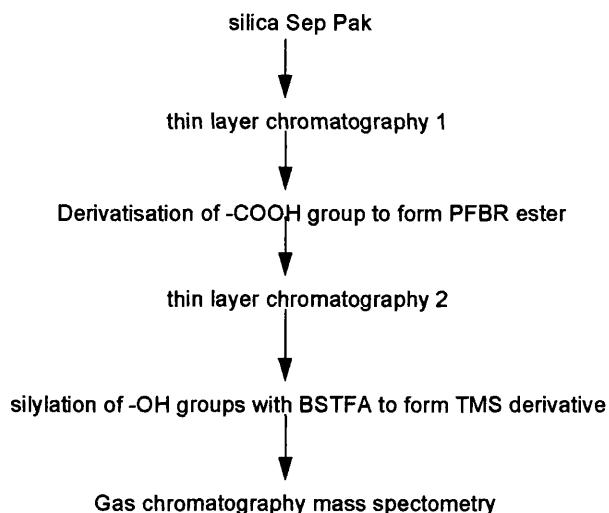 silica Sep Pak
thin layer chromatography 1
Derivatisation of -COOH group to form PFBR ester
thin layer chromatography 2
silylation of -OH groups with BSTFA to form TMS derivative
Gas chromatography mass spectometry